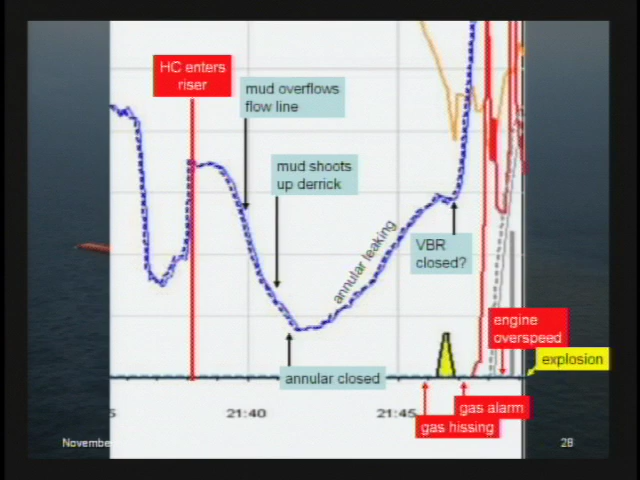 HC enters
riser
mud overflows
flow line
mud shoots
up derrick
annular leaking
VBR
closed?
engine
overspeed
explosion
annular closed
gas alarm
gas hissing
21:40
21:45
28